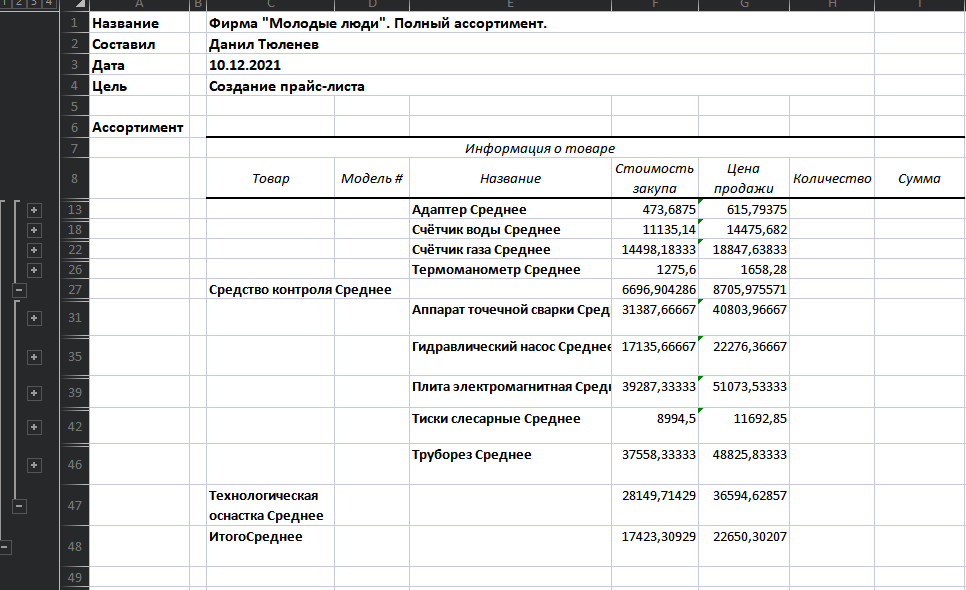 1 2 3 4 A B C D E F G H I
1 Название Фирма "Молодые люди". Полный ассортимент.
2 Составил Данил Тюленев
3 Дата 10.12.2021
4 Цель Создание прайс-листа
5
6 Ассортимент
7 Информация о товаре
8 Товар Модель # Название Стоимость закупа Цена продажи Количество Сумма
13 Адаптер Среднее 473,6875 615,79375
18 Счётчик воды Среднее 11135,14 14475,682
22 Счётчик газа Среднее 14498,18333 18847,63833
26 Термоманометр Среднее 1275,6 1658,28
27 Средство контроля Среднее 6696,904286 8705,975571
31 Аппарат точечной сварки Сред 31387,66667 40803,96667
35 Гидравлический насос Среднее 17135,66667 22276,36667
39 Плита электромагнитная Средн 39287,33333 51073,53333
42 Тиски слесарные Среднее 8994,5 11692,85
46 Труборез Среднее 37558,33333 48825,83333
47 Технологическая оснастка Среднее 28149,71429 36594,62857
48 ИтогоСреднее 17423,30929 22650,30207
49